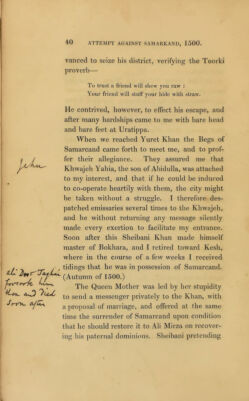 40 ATTEMPT AGAINST SAMARKAND, 1500.
vanced to seize his district, verifying the Toorki
proverb—
To trust a friend will shew you raw :
Your friend will stuff your hide with straw.
He contrived, however, to effect his escape, and
after many hardships came to me with bare head
and bare feet at Uratippa.
When we reached Yuret Khan the Begs of
Samarcand came forth to meet me, and to prof-
fer their allegiance. They assured me that
Khwajeh Yahia, the son of Abidulla, was attached
to my interest, and that if he could be induced
to co-operate heartily with them, the city might
be taken without a struggle. I therefore des-
patched emissaries several times to the Khwajeh,
and he without returning any message silently
made every exertion to facilitate my entrance.
Soon after this Sheibani Khan made himself
master of Bokhara, and I retired toward Kesh,
where in the course of a few weeks I received
tidings that he was in possession of Samarcand.
(Autumn of 1500.)
The Queen Mother was led by her stupidity
to send a messenger privately to the Khan, with
a proposal of marriage, and offered at the same
time the surrender of Samarcand upon condition
that he should restore it to Ali Mirza on recover-
ing his paternal dominions. Sheibani pretending
Ali Dost
forsook him
then and died
soon after